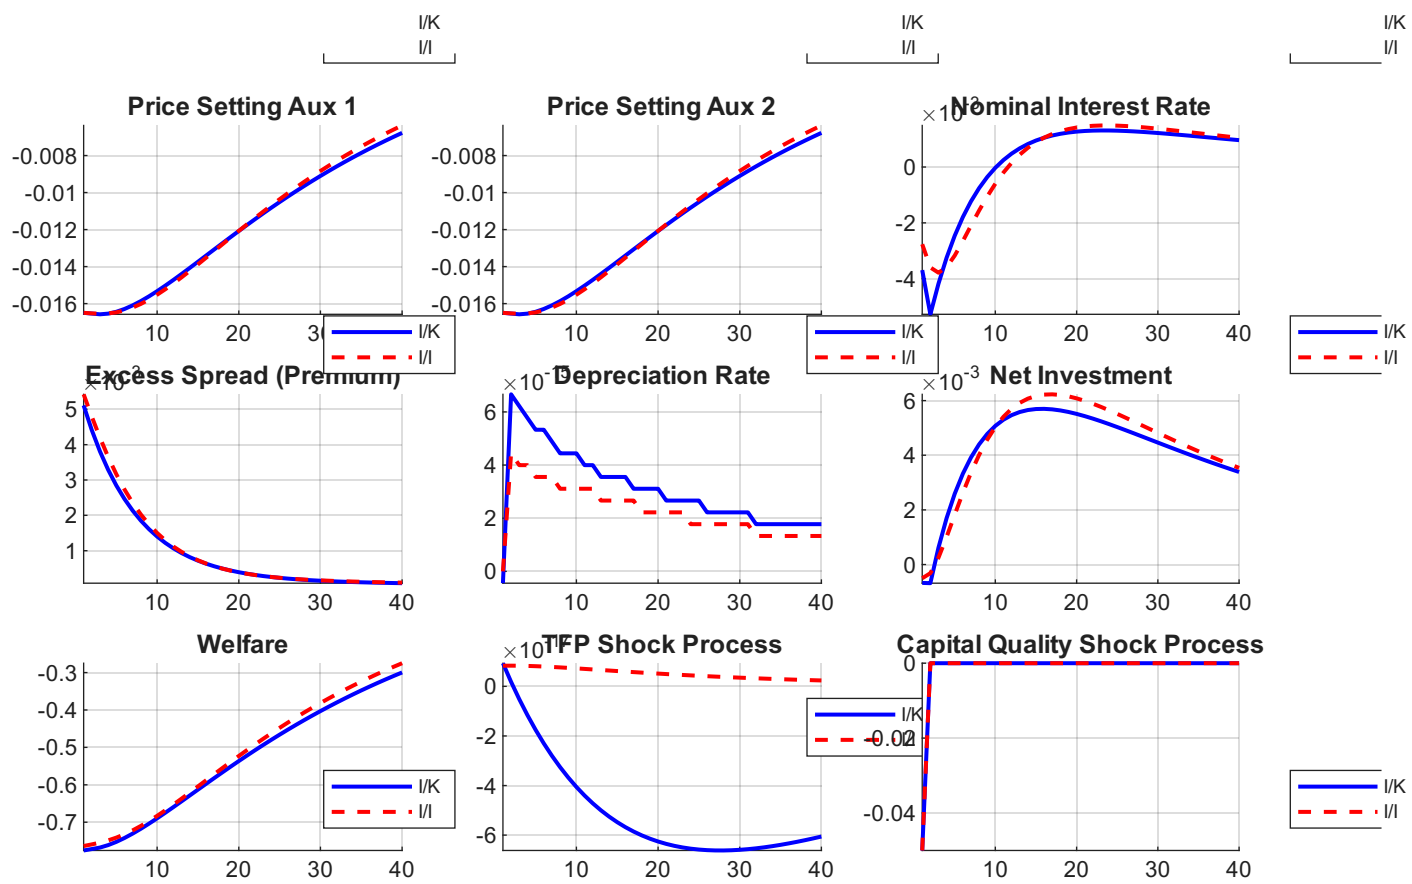 I/K
I/I
I/K
I/I
I/K
I/I
Price Setting Aux 1
-0.008
-0.01
-0.012
-0.014
-0.016
10
20
30
40
I/K
I/I
Price Setting Aux 2
-0.008
-0.01
-0.012
-0.014
-0.016
10
20
30
40
I/K
I/I
Nominal Interest Rate
0
-2
-4
10
20
30
40
I/K
I/I
Excess Spread (Premium)
5
4
3
2
1
10
20
30
40
Depreciation Rate
6
4
2
0
10
20
30
40
Net Investment
×10-3
6
4
2
0
10
20
30
40
Welfare
-0.3
-0.4
-0.5
-0.6
-0.7
10
20
30
40
I/K
I/I
TFP Shock Process
0
-2
-4
-6
10
20
30
40
I/K
Capital Quality Shock Process
0
-0.02
-0.04
10
20
30
40
I/K
I/I